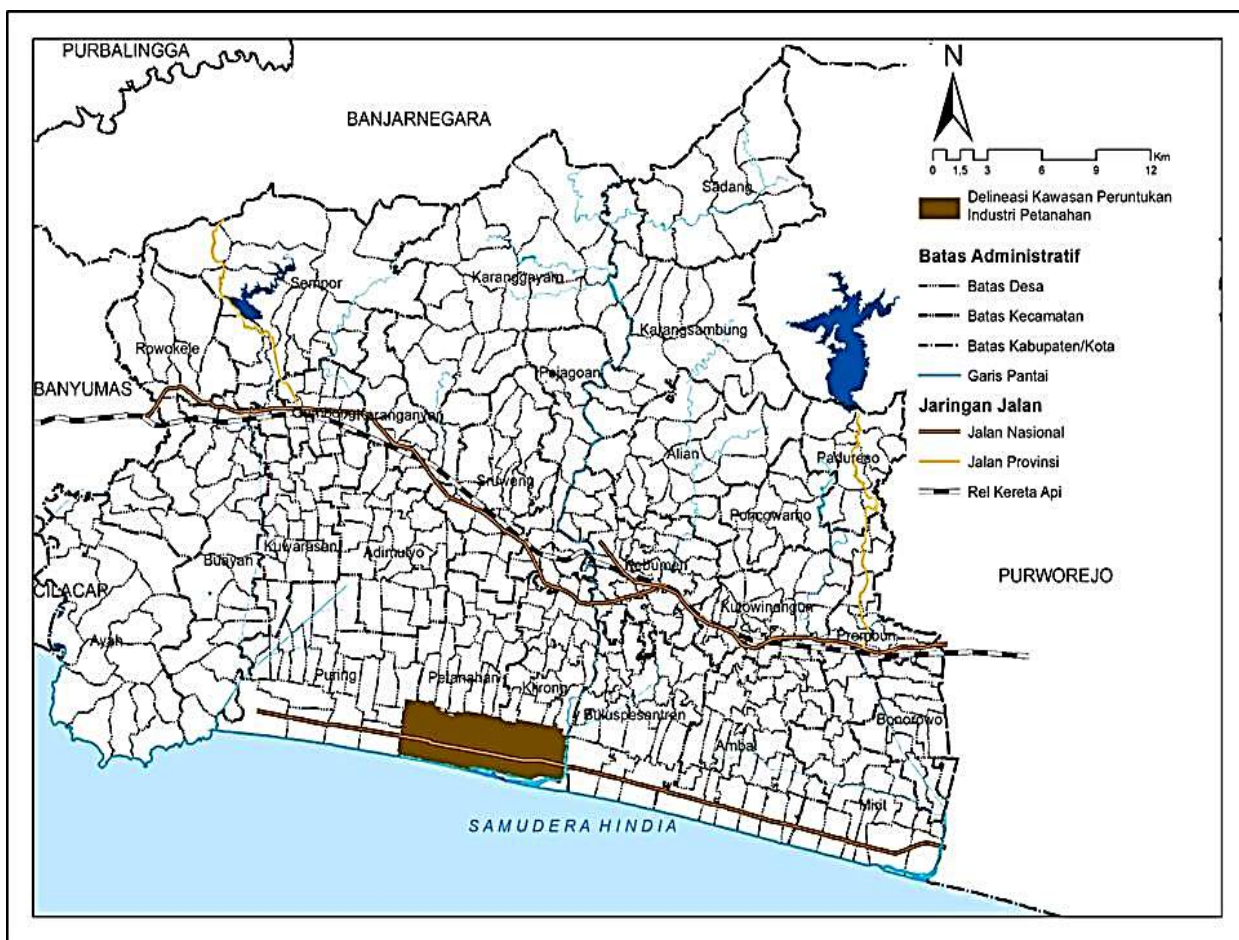 PURBALINGGA
BANJARNEGARA
N
0 1.5 3 6 9 12 Km
Delineasi Kawasan Peruntukan
Industri Petanahan
Batas Administratif
Batas Desa
Batas Kecamatan
Batas Kabupaten/Kota
Garis Pantai
Jaringan Jalan
Jalan Nasional
Jalan Provinsi
Rel Kereta Api
Sadang
Karanggayam
Sempor
Karangsambung
Rowokele
Pejagoan
BANYUMAS
Gombong
Karanganyar
Alian
Padureso
Sruweng
Poncowarno
Kuwarasan
Adimulyo
Buayan
Kebumen
PURWOREJO
CILACAP
Kutowinangun
Ayah
Prembun
Puring
Petanahan
Klirong
Buluspesantren
Bonorowo
Ambal
Mirit
SAMUDERA HINDIA